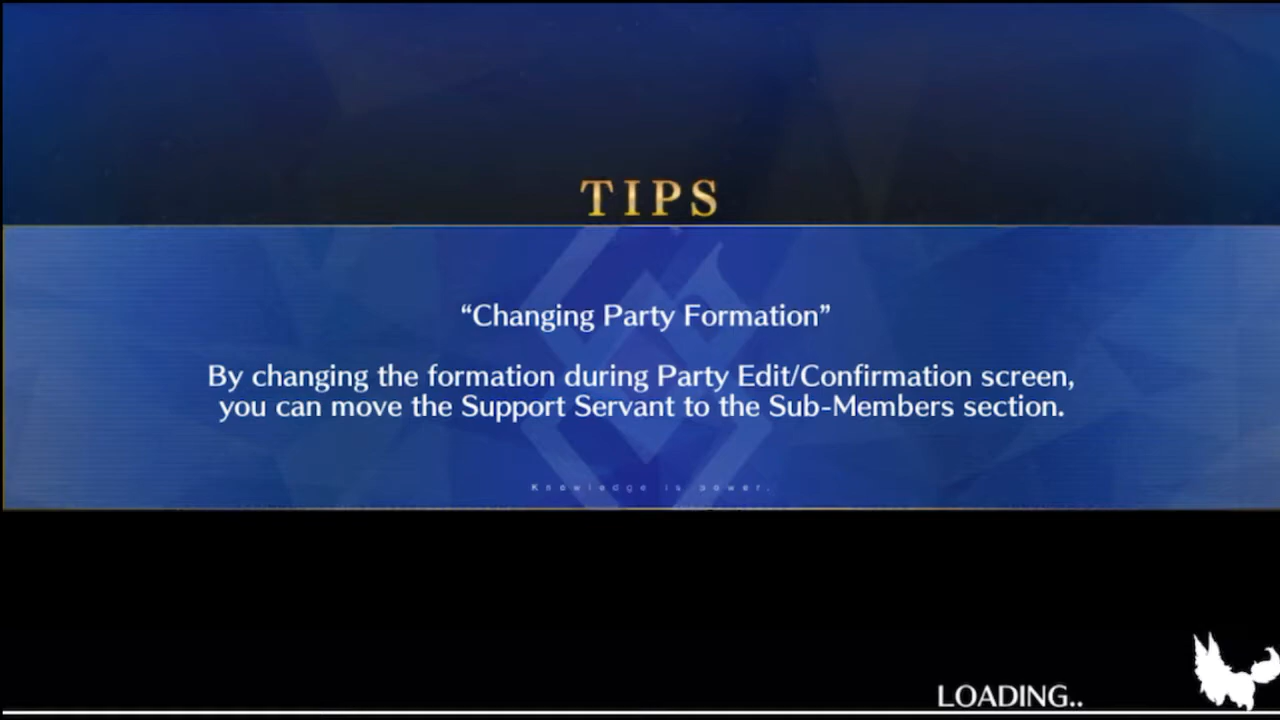 TIPS
“Changing Party Formation”
By changing the formation during Party Edit/Confirmation screen,
you can move the Support Servant to the Sub-Members section.
Knowledge is power.
LOADING..